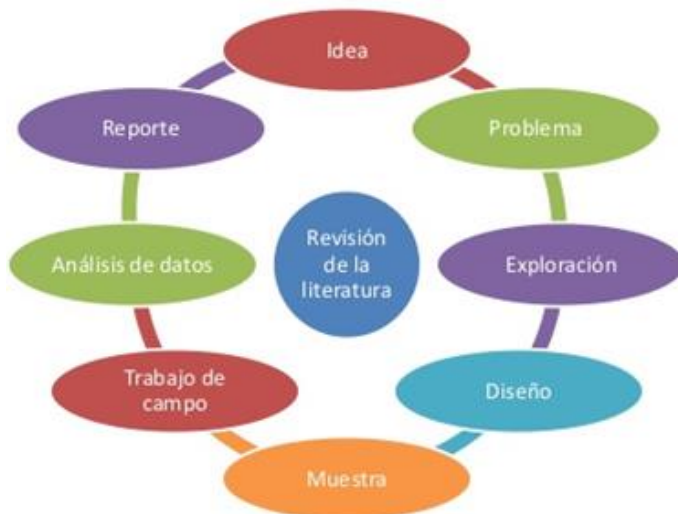 Idea
Problema
Exploración
Diseño
Muestra
Trabajo de
campo
Análisis de datos
Reporte
Revisión
de la
literatura